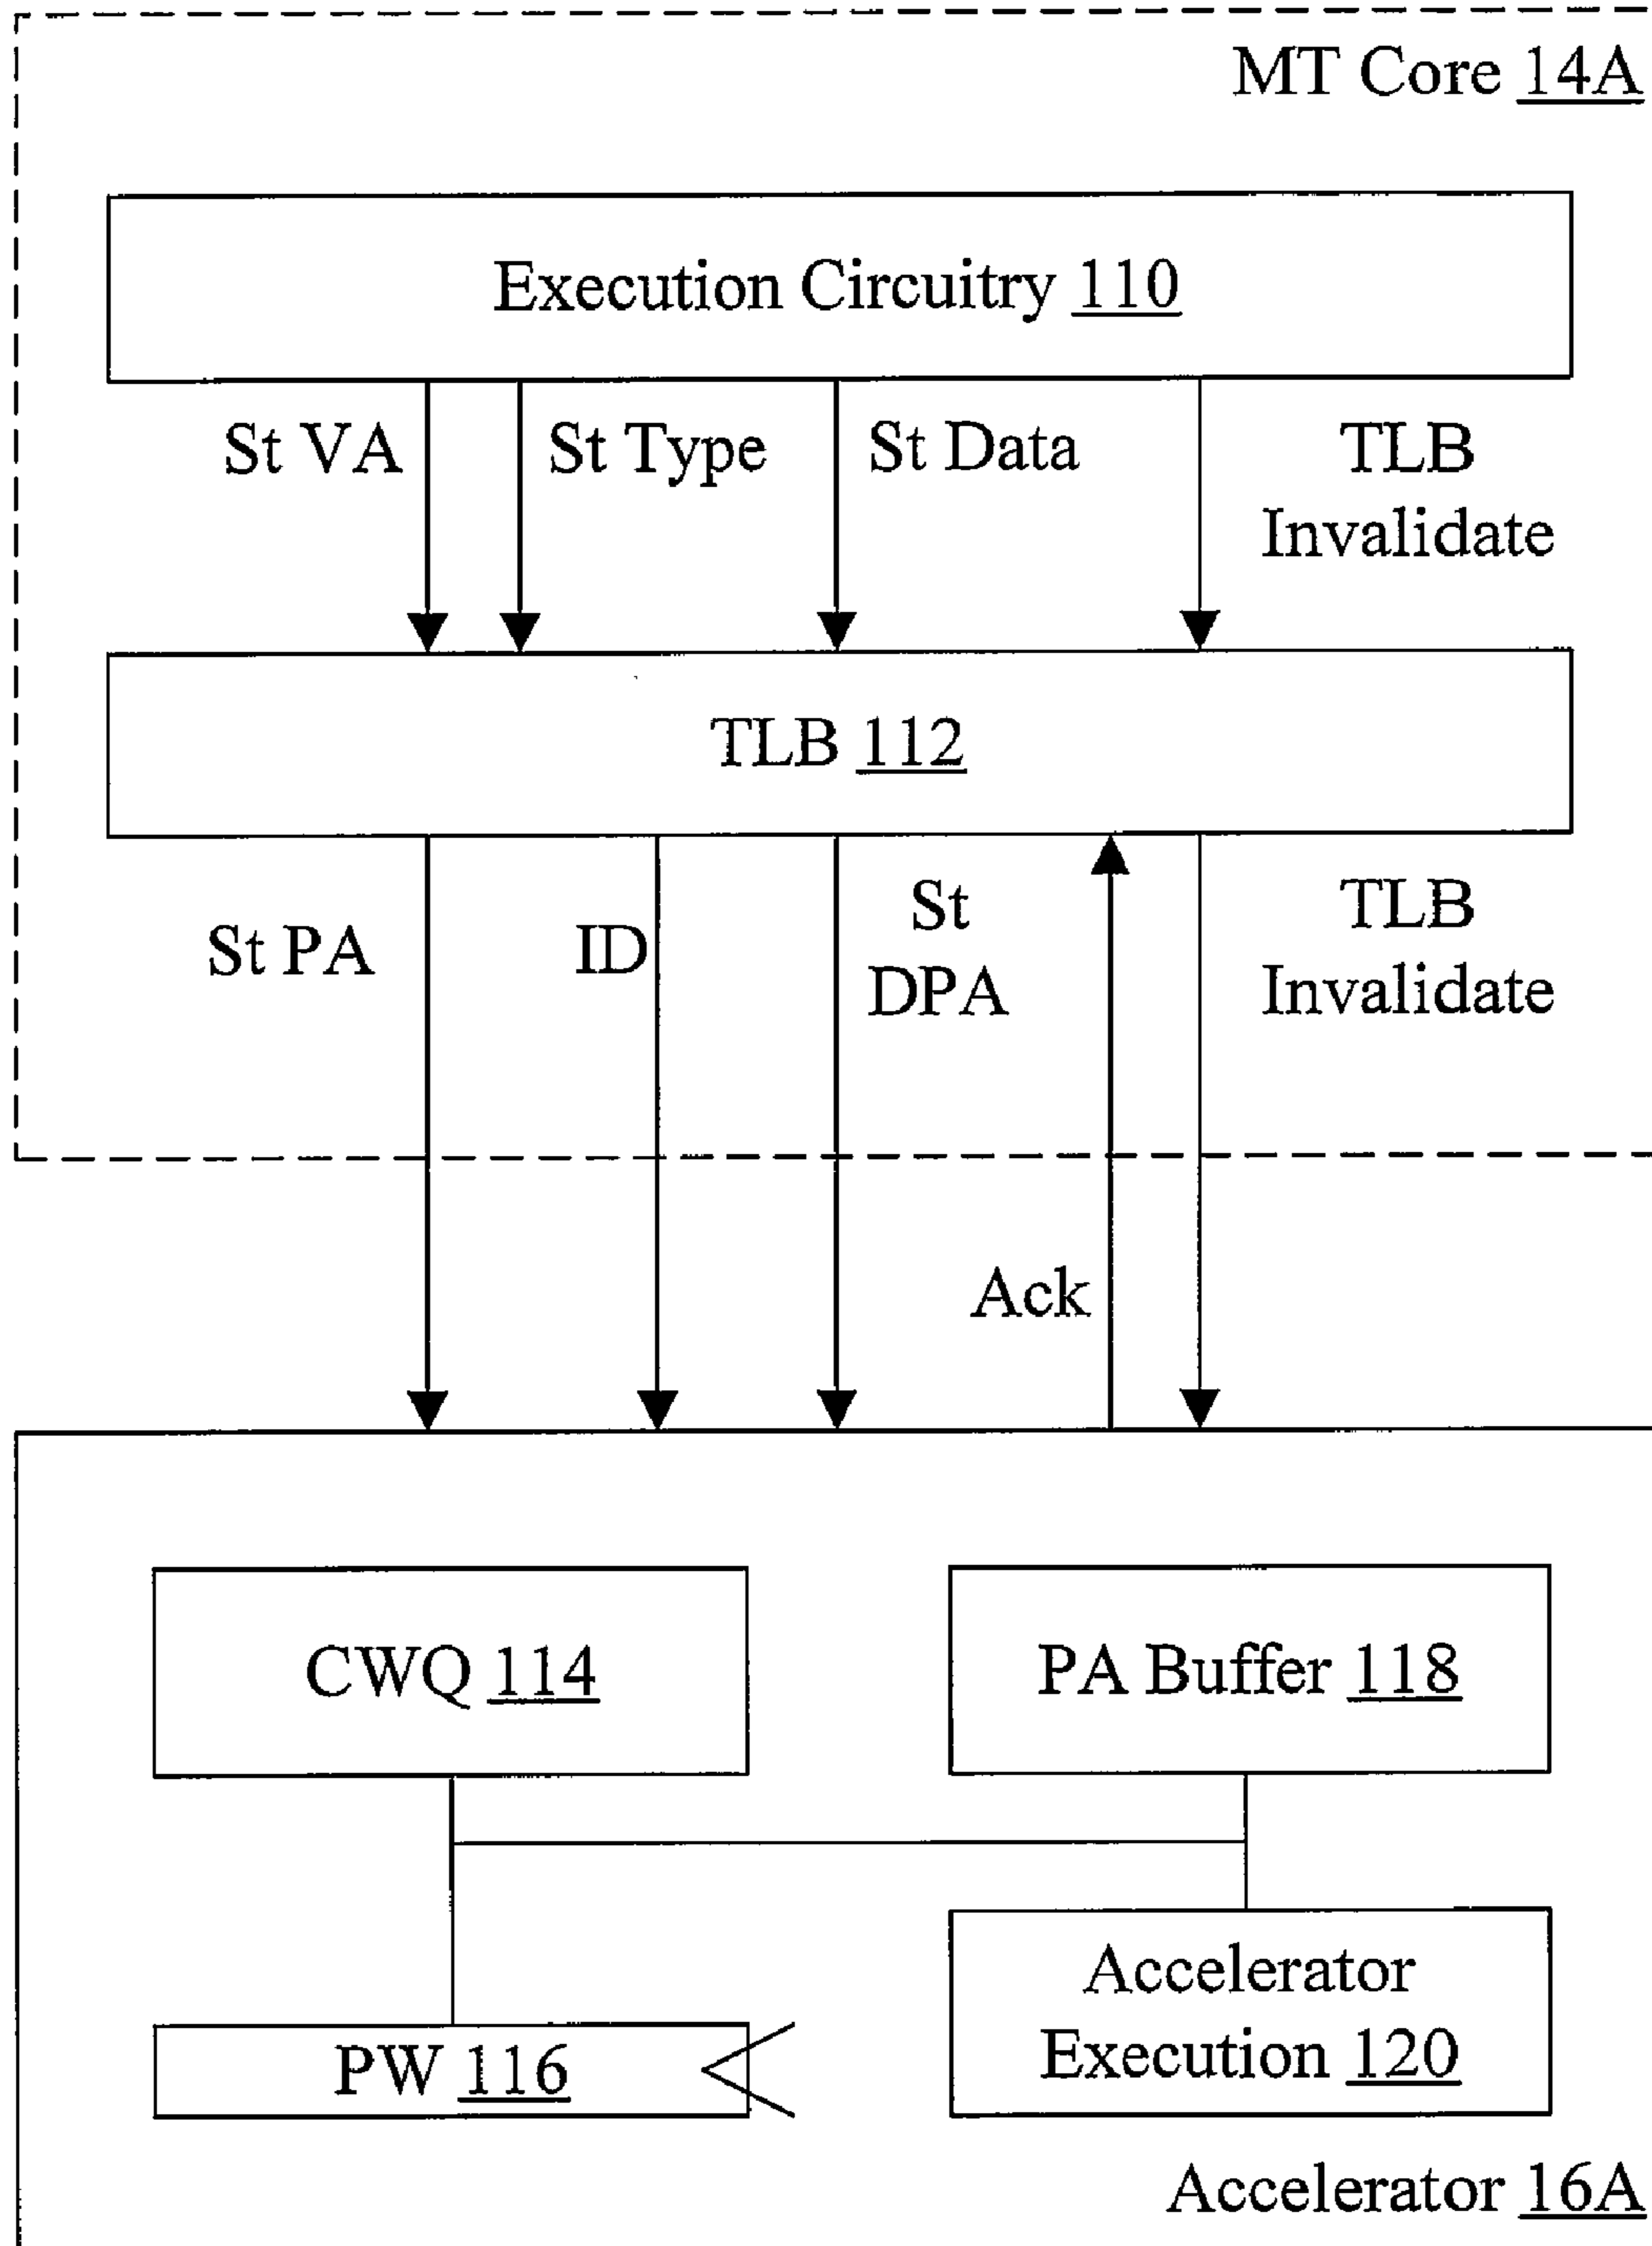 MT Core 14A
Execution Circuitry 110
St VA
St Type
St Data
TLB
Invalidate
TLB 112
St PA
ID
St
DPA
TLB
Invalidate
Ack
CWQ 114
PA Buffer 118
PW 116
Accelerator
Execution 120
Accelerator 16A